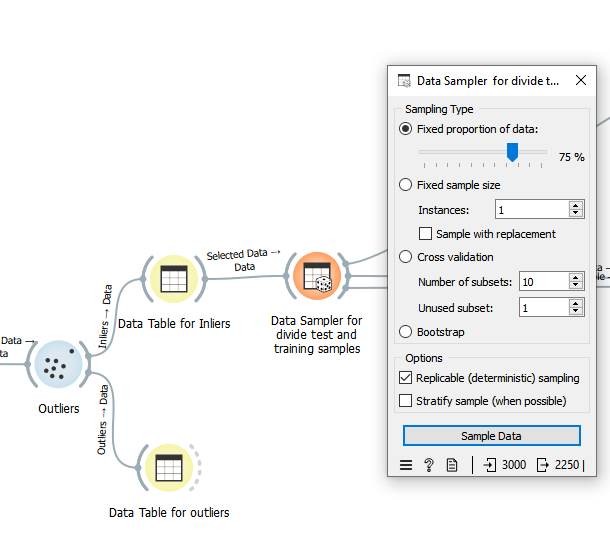 Data Sampler for divide t...
Sampling Type
Fixed proportion of data:
75 %
Fixed sample size
Instances: 1
Sample with replacement
Cross validation
Number of subsets: 10
Unused subset: 1
Bootstrap
Options
Replicable (deterministic) sampling
Stratify sample (when possible)
Sample Data
3000 2250 |
Selected Data →
Data
Inliers → Data
Data Table for Inliers
Data Sampler for
divide test and
training samples
Data →
ta
Outliers
Outliers → Data
Data Table for outliers